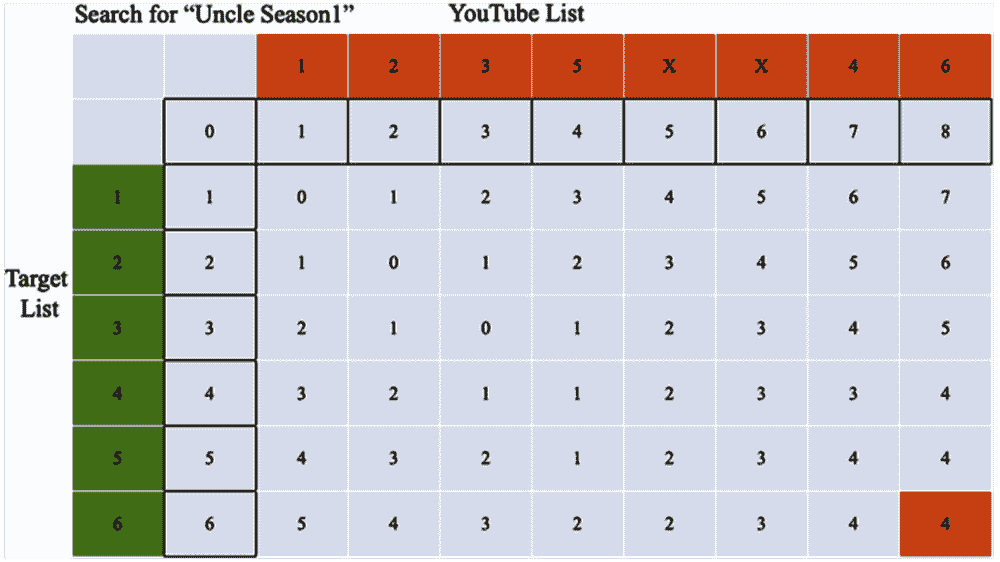 Search for “Uncle Season1” YouTube List
1 2 3 5 X X 4 6
0 1 2 3 4 5 6 7 8
1 1 0 1 2 3 4 5 6 7
2 2 1 0 1 2 3 4 5 6
Target
List
3 3 2 1 0 1 2 3 4 5
4 4 3 2 1 1 2 3 3 4
5 5 4 3 2 1 2 3 4 4
6 6 5 4 3 2 2 3 4 4